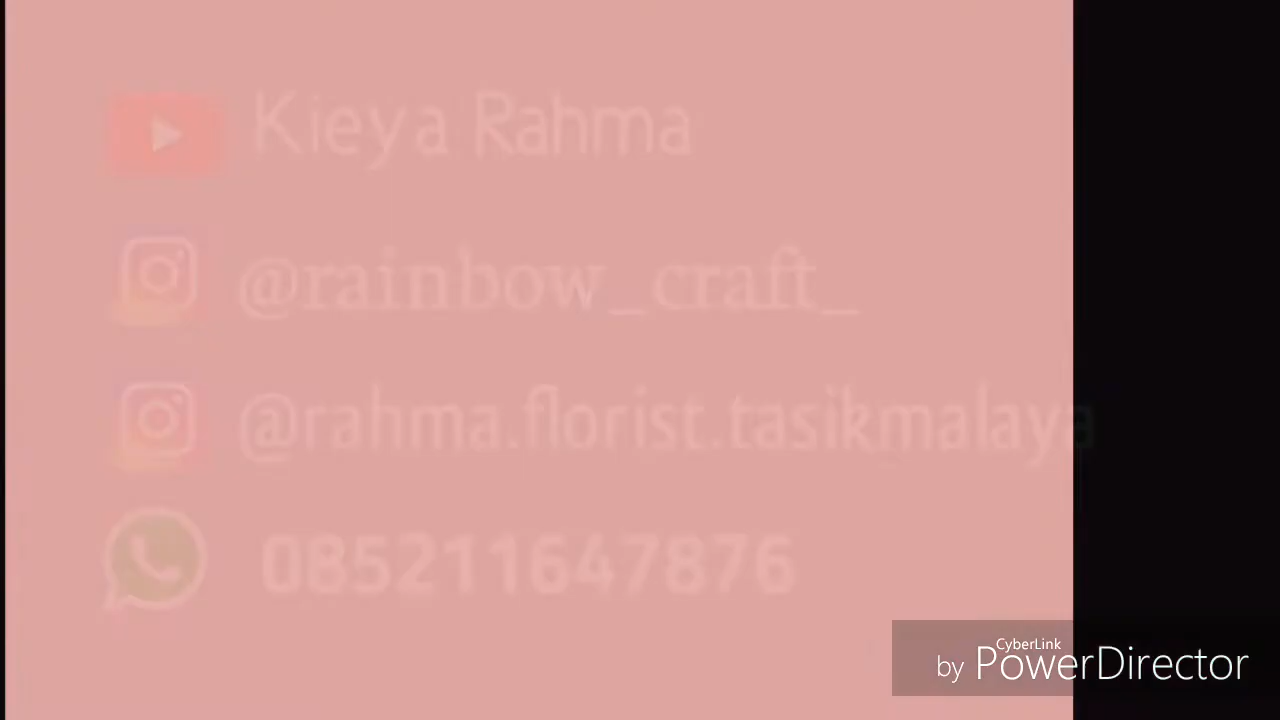 Kieya Rahma
@rainbow_craft_
@rahma.florist.tasikmalaya
085211647876
CyberLink
by PowerDirector